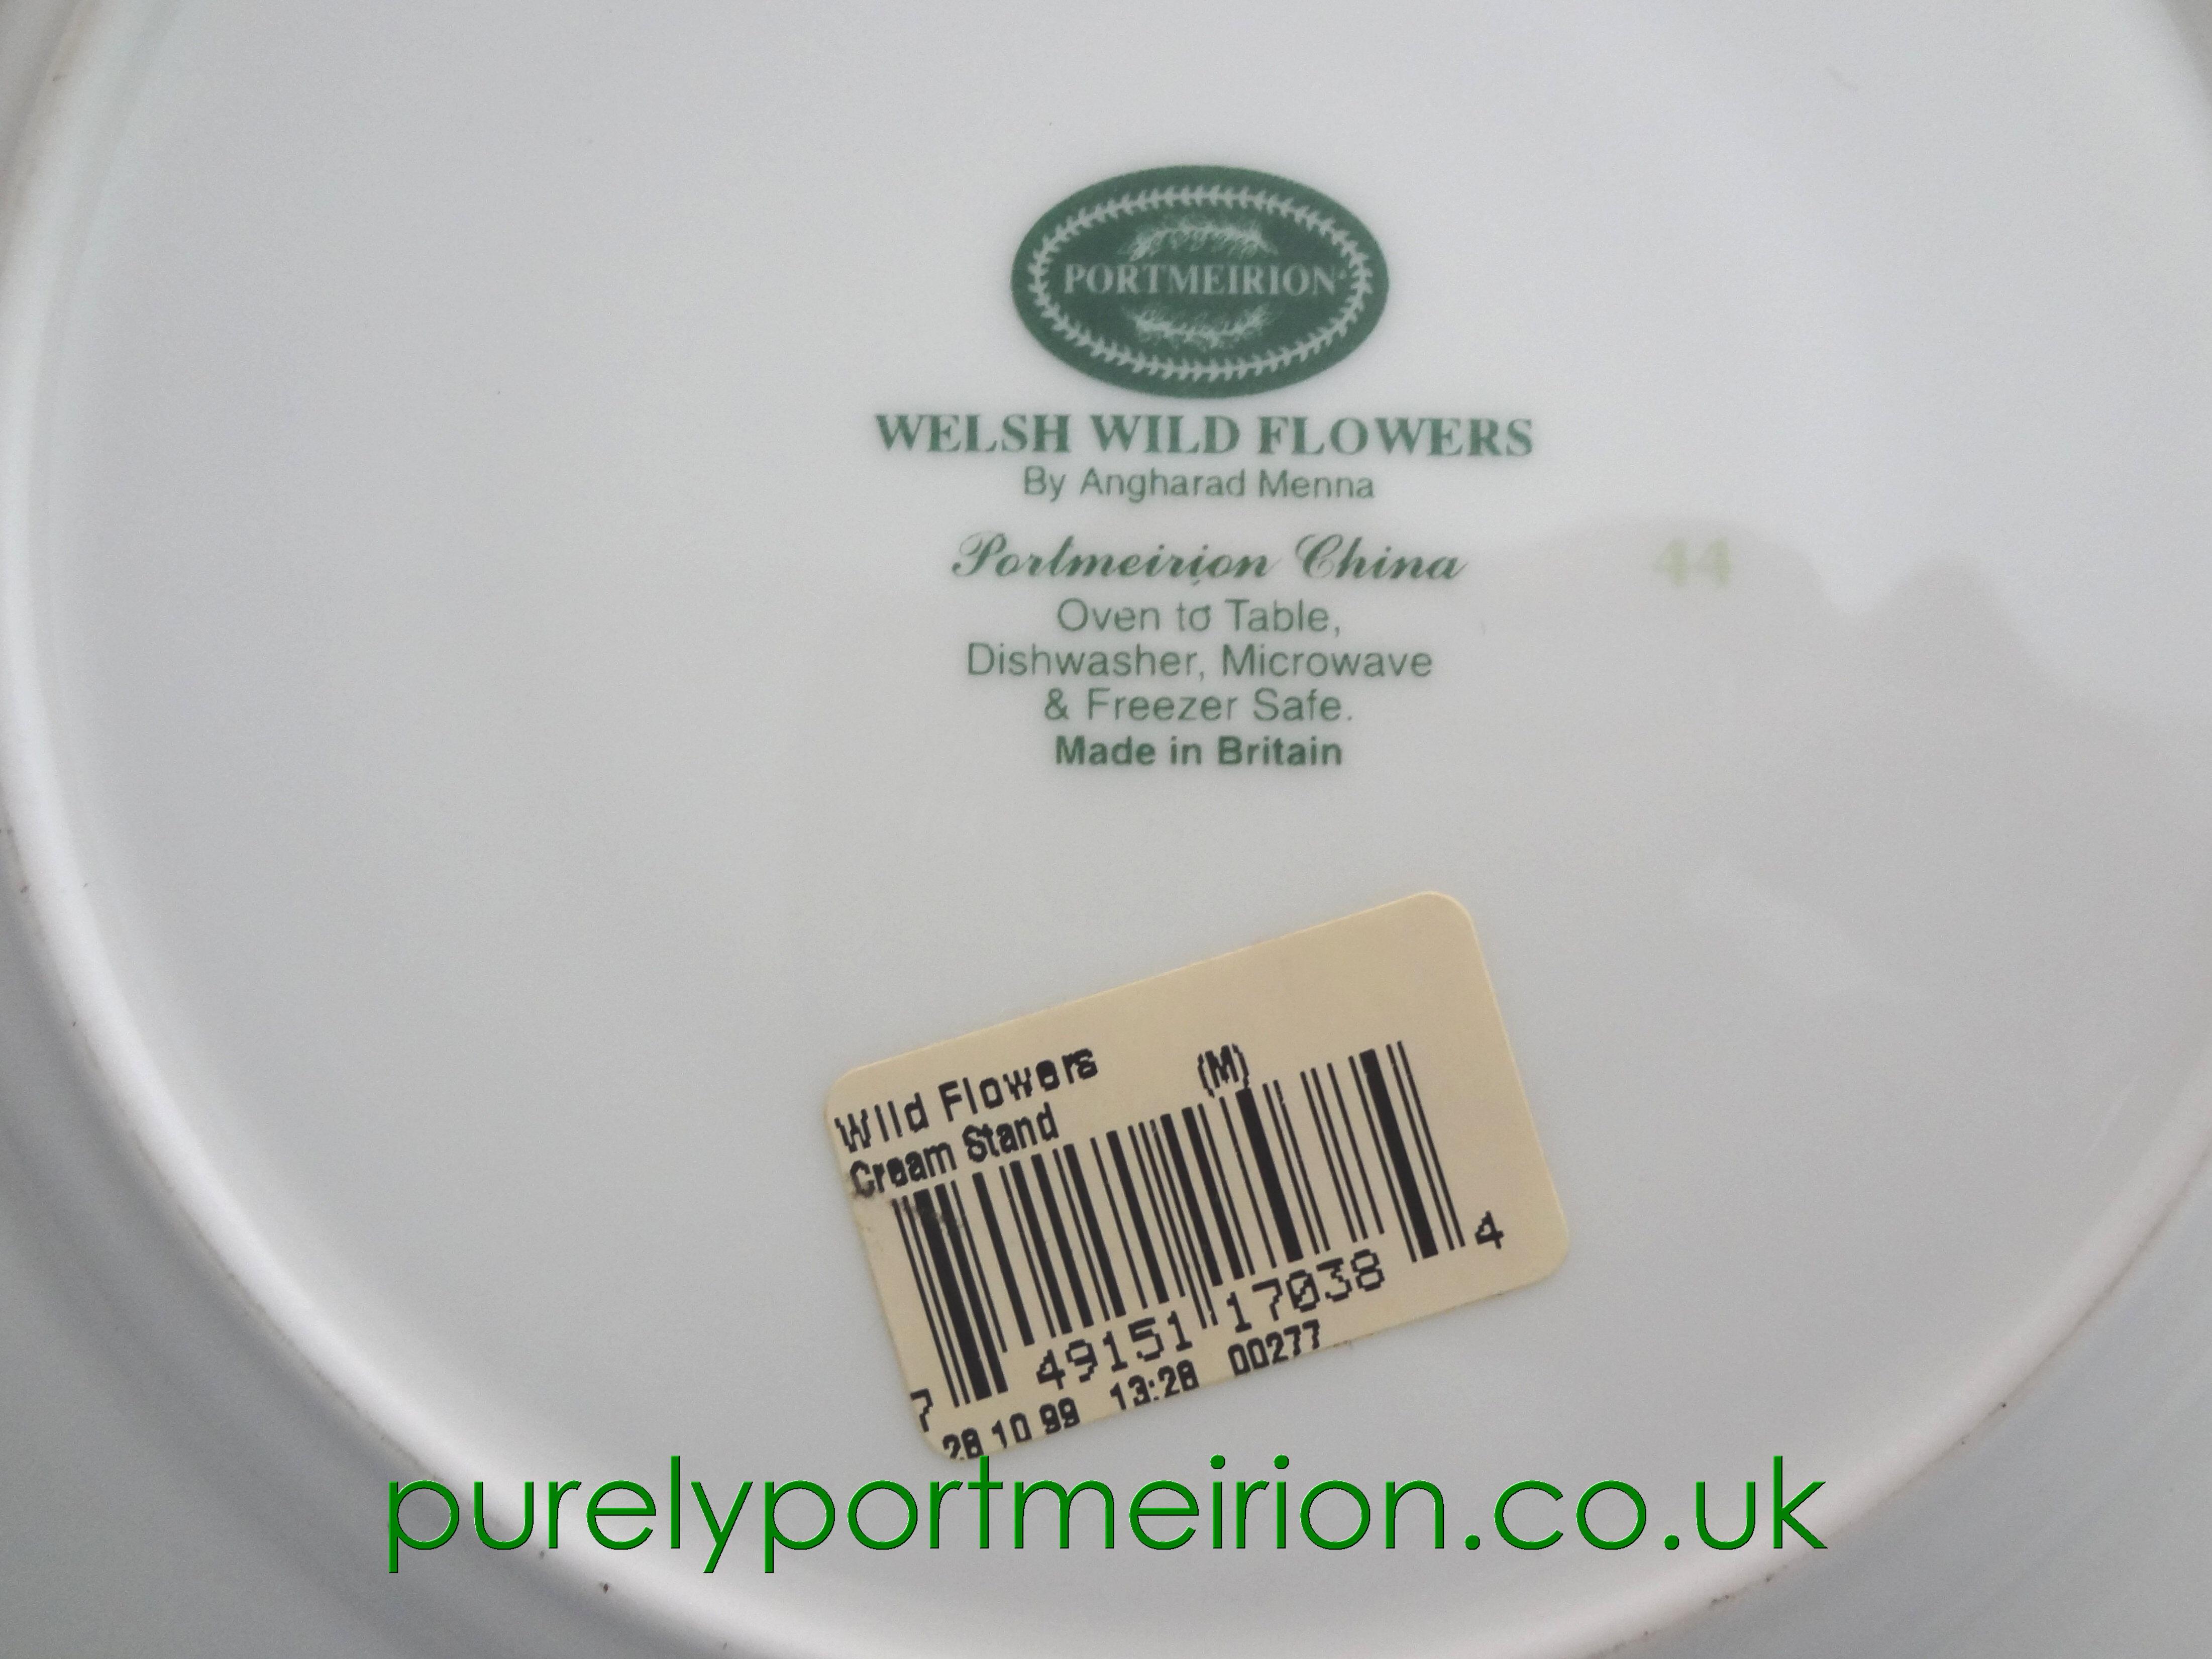 PORTMEIRION
WELSH WILD FLOWERS
By Angharad Menna
Portmeirion China
44
Oven to Table,
Dishwasher, Microwave
& Freezer Safe.
Made in Britain
Wild Flowers (M)
Cream Stand
7 49151 17038 4
28 10 99 13:28 00277
purelyportmeirion.co.uk